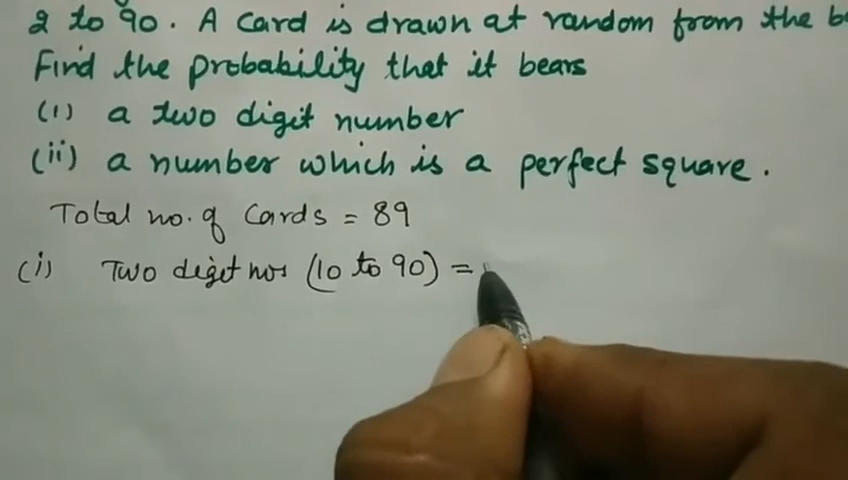 2 to 90. A card is drawn at random from the
Find the probability that it bears
(i) a two digit number
(ii) a number which is a perfect square.
Total no. of Cards = 89
(i) Two digit nos (10 to 90) =